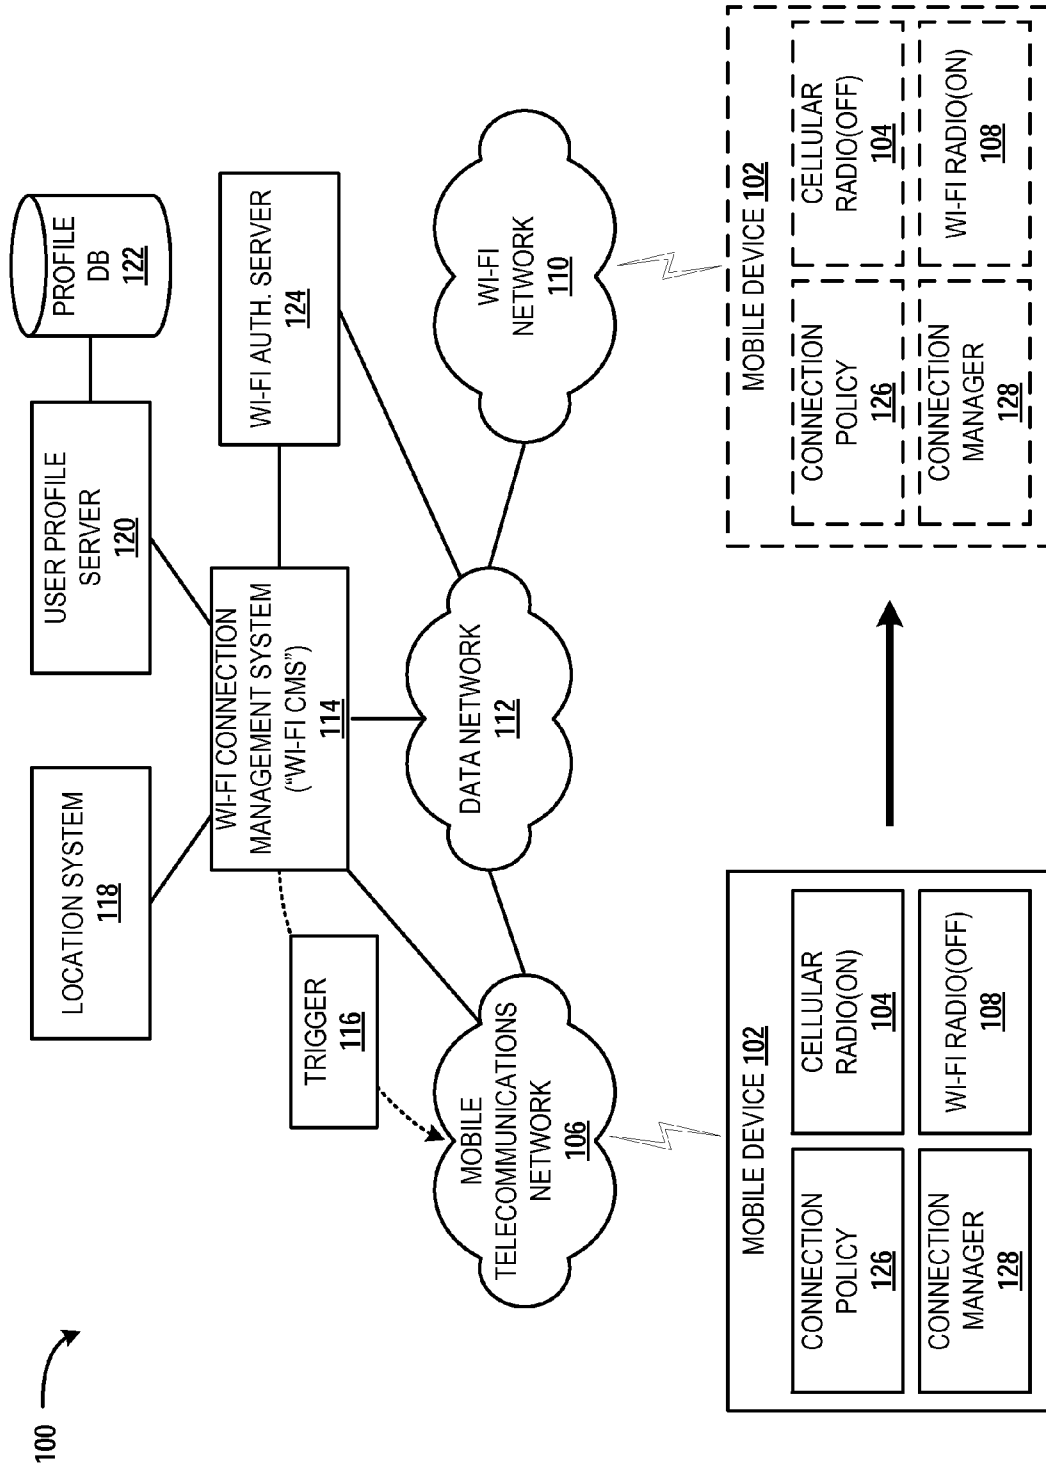 100
LOCATION SYSTEM
118
USER PROFILE
SERVER
120
PROFILE
DB
122
TRIGGER
116
WI-FI CONNECTION
MANAGEMENT SYSTEM
("WI-FI CMS")
114
WI-FI AUTH. SERVER
124
MOBILE
TELECOMMUNICATIONS
NETWORK
106
DATA NETWORK
112
WI-FI
NETWORK
110
MOBILE DEVICE 102
CONNECTION
POLICY
126
CELLULAR
RADIO(ON)
104
CONNECTION
MANAGER
128
WI-FI RADIO(OFF)
108
MOBILE DEVICE 102
CONNECTION
POLICY
126
CELLULAR
RADIO(OFF)
104
CONNECTION
MANAGER
128
WI-FI RADIO(ON)
108